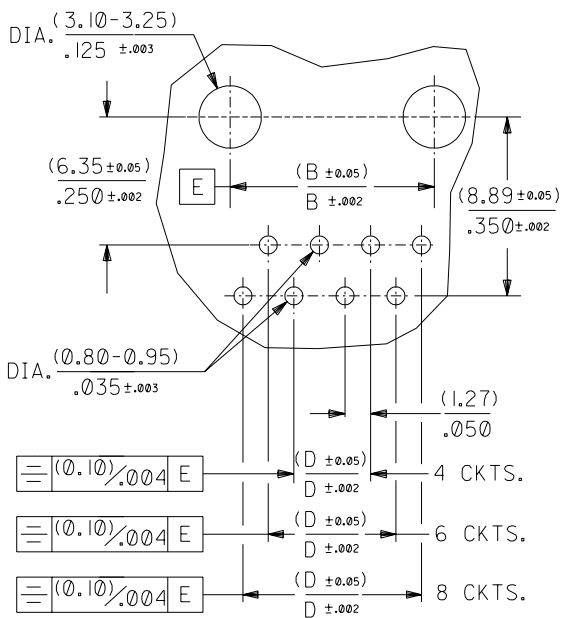 DIA. (3.10-3.25)
.125 ±.003
(6.35±0.05)
.250±.002
E
(B ±0.05)
B ±.002
(8.89±0.05)
.350±.002
DIA. (0.80-0.95)
.035±.003
(1.27)
.050
(0.10)/.004 E
(D ±0.05)
D ±.002
4 CKTS.
(0.10)/.004 E
(D ±0.05)
D ±.002
6 CKTS.
(0.10)/.004 E
(D ±0.05)
D ±.002
8 CKTS.